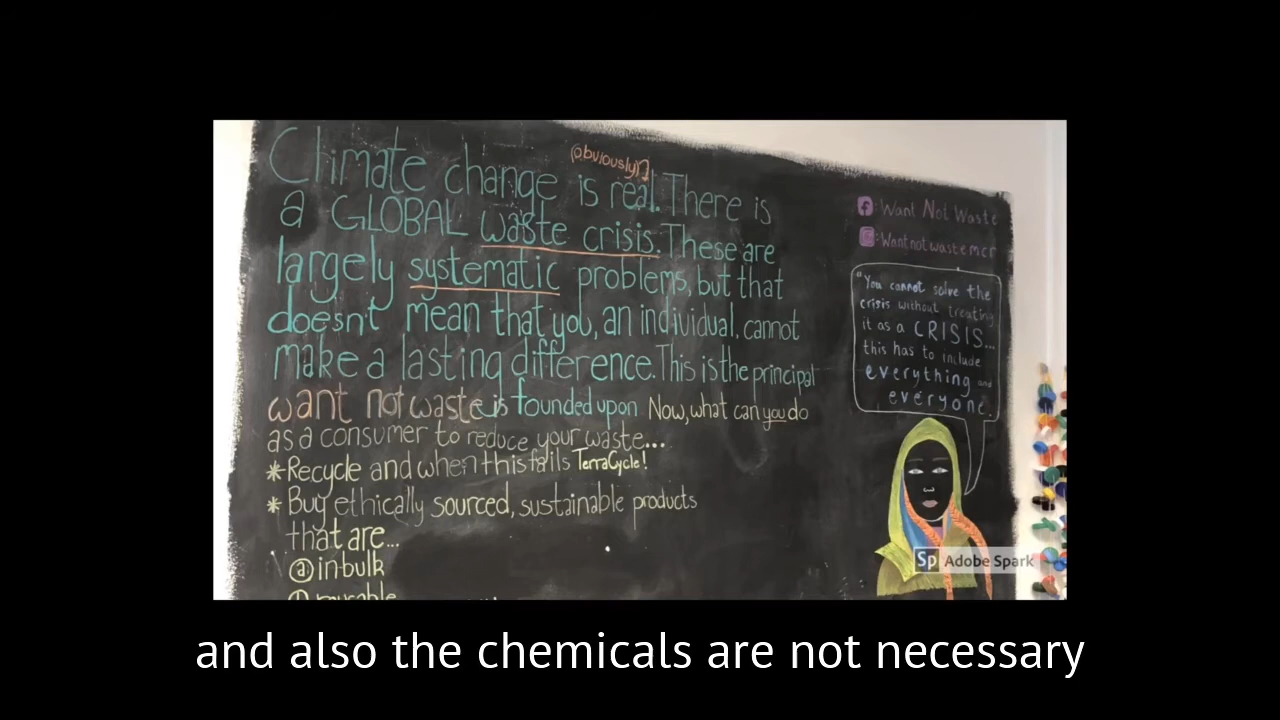 Climate change is real. There is
(obviously!)
a GLOBAL waste crisis. These are
largely systematic problems, but that
doesn't mean that you, an individual, cannot
make a lasting difference. This is the principal
want not waste is founded upon. Now, what can you do
as a consumer to reduce your waste...
* Recycle and when this fails TerraCycle!
* Buy ethically sourced, sustainable products
that are...
a in-bulk
reusable
: Want Not Waste
: Wantnotwastemcr
"You cannot solve the
crisis without treating
it as a CRISIS...
this has to include
everything and
everyone.
Sp Adobe Spark
and also the chemicals are not necessary